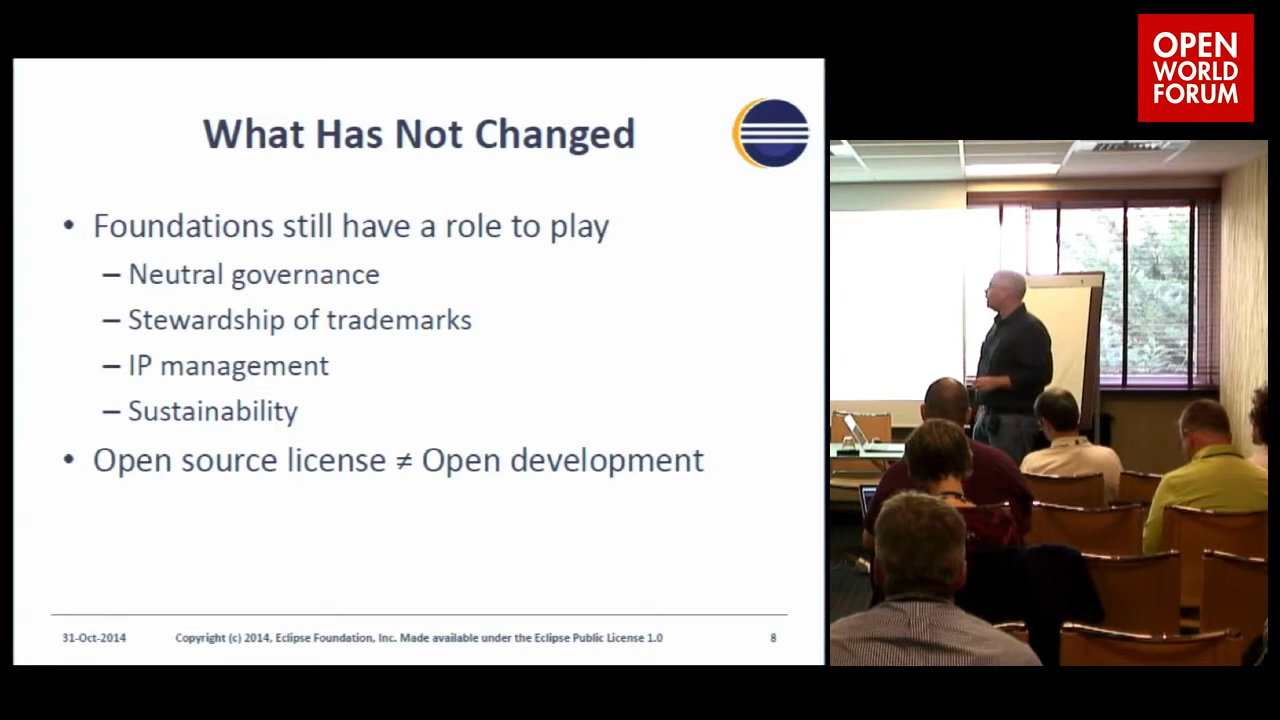 OPEN
WORLD
FORUM
What Has Not Changed
• Foundations still have a role to play
– Neutral governance
– Stewardship of trademarks
– IP management
– Sustainability
• Open source license ≠ Open development
31-Oct-2014 Copyright (c) 2014, Eclipse Foundation, Inc. Made available under the Eclipse Public License 1.0 8